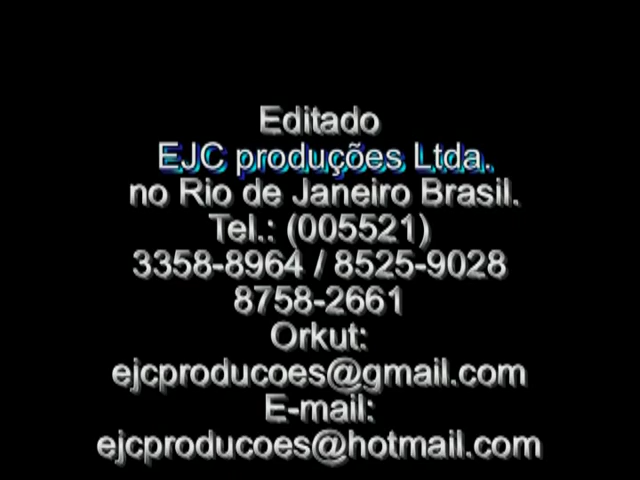 Editado
EJC produções Ltda.
no Rio de Janeiro Brasil.
Tel.: (005521)
3358-8964 / 8525-9028
8758-2661
Orkut:
ejcproducoes@gmail.com
E-mail:
ejcproducoes@hotmail.com